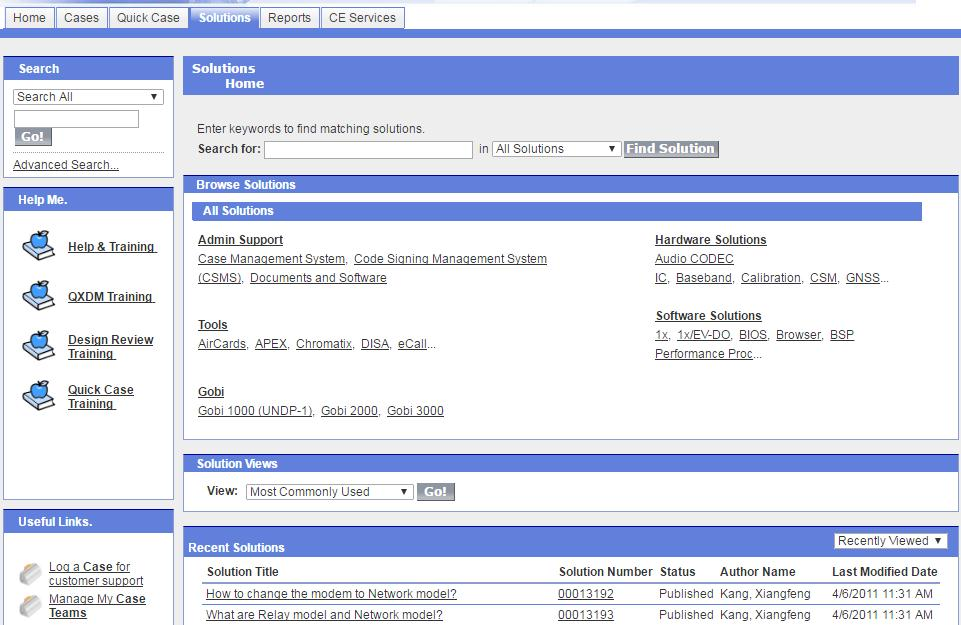 Home Cases Quick Case Solutions Reports CE Services
Search
Search All
Go!
Advanced Search...
Help Me.
Help & Training
QXDM Training
Design Review
Training
Quick Case
Training
Useful Links.
Log a Case for
customer support
Manage My Case
Teams
Solutions
Home
Enter keywords to find matching solutions.
Search for: in All Solutions Find Solution
Browse Solutions
All Solutions
Admin Support
Case Management System, Code Signing Management System
(CSMS), Documents and Software
Hardware Solutions
Audio CODEC
IC, Baseband, Calibration, CSM, GNSS...
Tools
AirCards, APEX, Chromatix, DISA, eCall...
Software Solutions
1x, 1x/EV-DO, BIOS, Browser, BSP
Performance Proc...
Gobi
Gobi 1000 (UNDP-1), Gobi 2000, Gobi 3000
Solution Views
View: Most Commonly Used Go!
Recent Solutions Recently Viewed
Solution Title Solution Number Status Author Name Last Modified Date
How to change the modem to Network model? 00013192 Published Kang, Xiangfeng 4/6/2011 11:31 AM
What are Relay model and Network model? 00013193 Published Kang, Xiangfeng 4/6/2011 11:31 AM